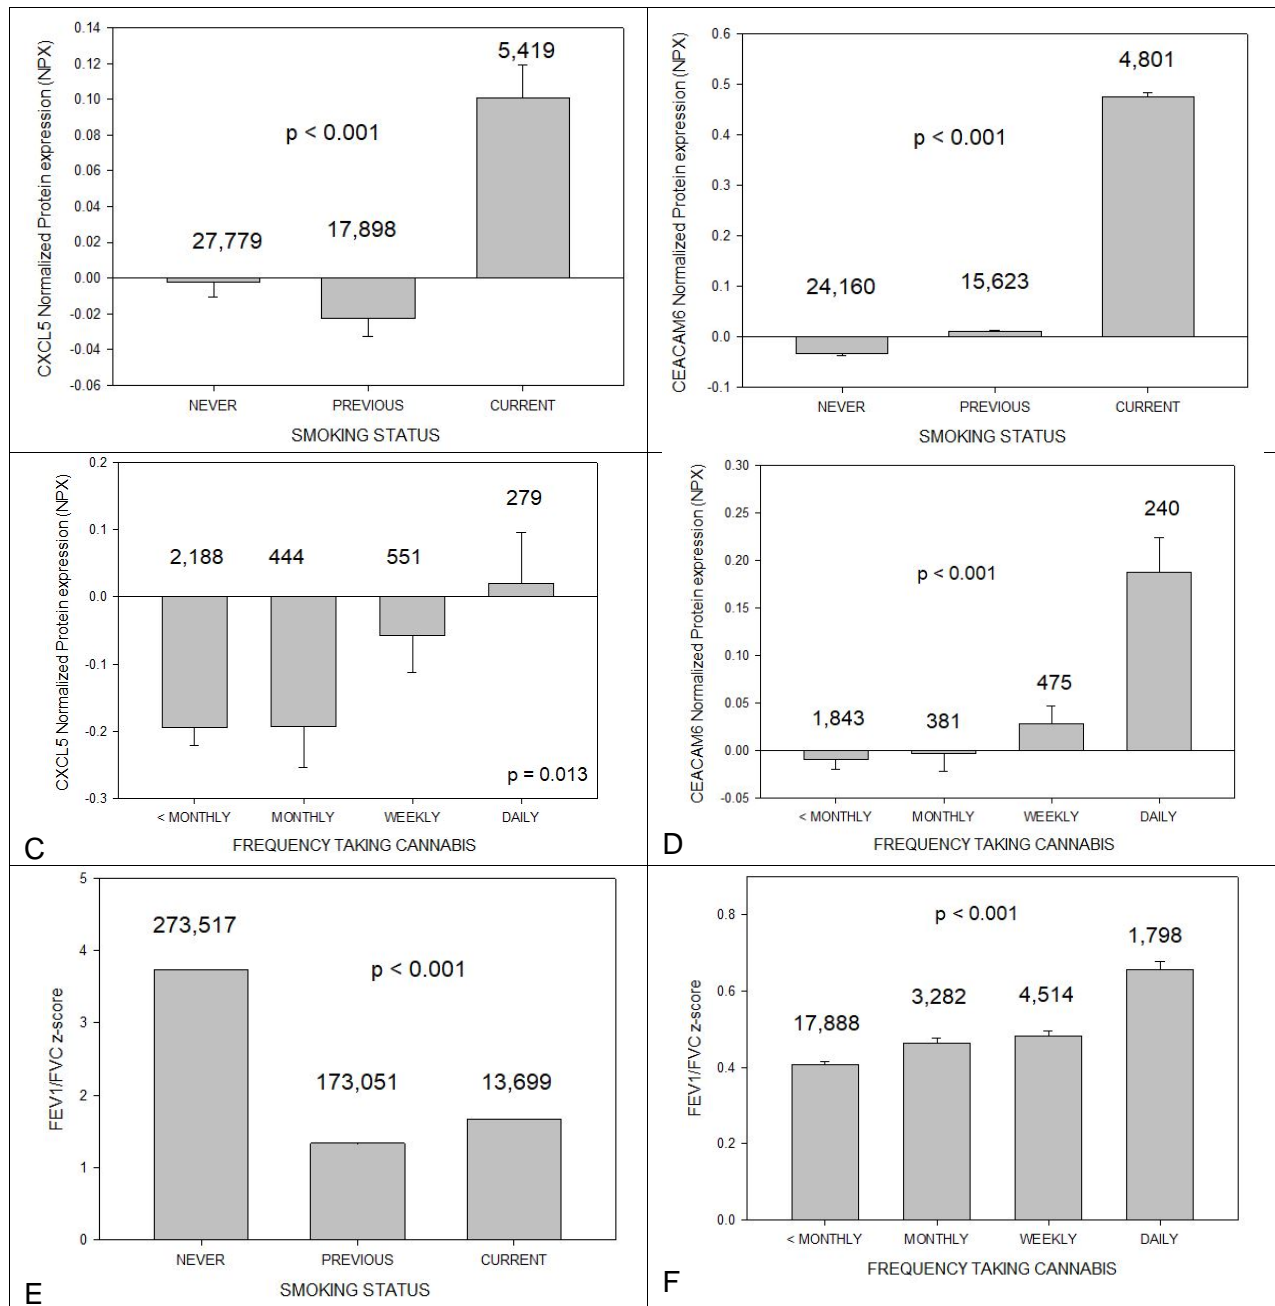 CXCL5 Normalized Protein expression (NPX)
0.14
0.12
0.10
0.08
0.06
0.04
0.02
0.00
-0.02
-0.04
-0.06
27,779
17,898
5,419
p < 0.001
NEVER
PREVIOUS
CURRENT
SMOKING STATUS
CEACAM6 Normalized Protein expression (NPX)
0.6
0.5
0.4
0.3
0.2
0.1
0.0
-0.1
24,160
15,623
4,801
p < 0.001
NEVER
PREVIOUS
CURRENT
SMOKING STATUS
CXCL5 Normalized Protein expression (NPX)
0.2
0.1
0.0
-0.1
-0.2
-0.3
2,188
444
551
279
p = 0.013
< MONTHLY
MONTHLY
WEEKLY
DAILY
FREQUENCY TAKING CANNABIS
C
CEACAM6 Normalized Protein expression (NPX)
0.30
0.25
0.20
0.15
0.10
0.05
0.00
-0.05
1,843
381
475
240
p < 0.001
< MONTHLY
MONTHLY
WEEKLY
DAILY
FREQUENCY TAKING CANNABIS
D
FEV1/FVC z-score
5
4
3
2
1
0
273,517
173,051
13,699
p < 0.001
NEVER
PREVIOUS
CURRENT
SMOKING STATUS
E
FEV1/FVC z-score
0.8
0.6
0.4
0.2
0.0
17,888
3,282
4,514
1,798
p < 0.001
< MONTHLY
MONTHLY
WEEKLY
DAILY
FREQUENCY TAKING CANNABIS
F